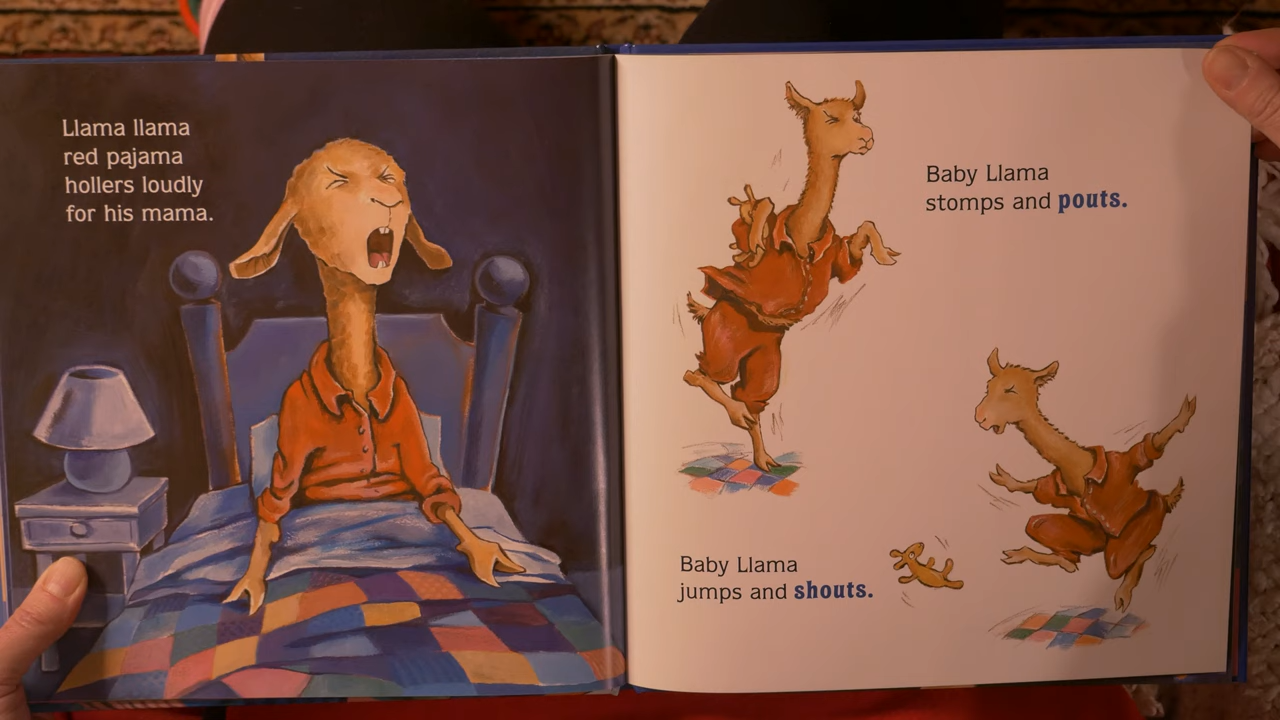 Llama llama
red pajama
hollers loudly
for his mama.
Baby Llama
stomps and pouts.
Baby Llama
jumps and shouts.